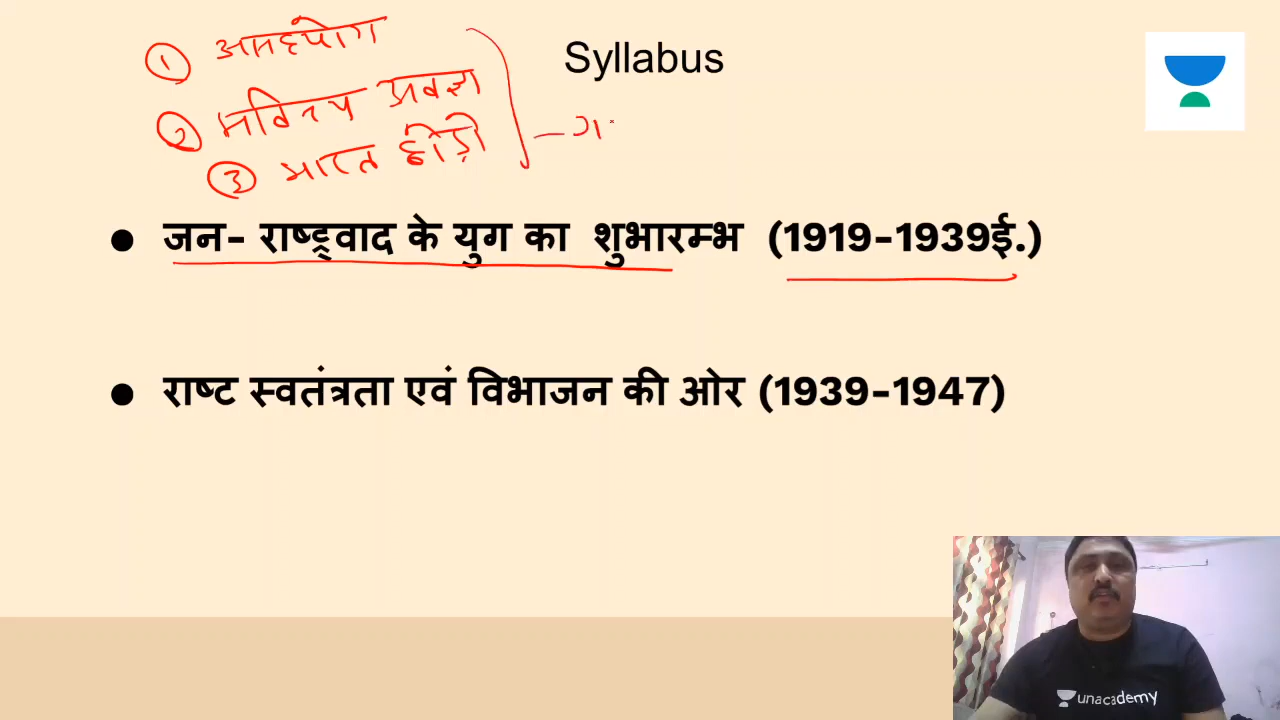 ① असहयोग
Syllabus
② सविनय अवज्ञा
③ भारत छोड़ो
जन- राष्ट्रवाद के युग का शुभारम्भ (1919-1939ई.)
राष्ट स्वतंत्रता एवं विभाजन की ओर (1939-1947)
unacademy